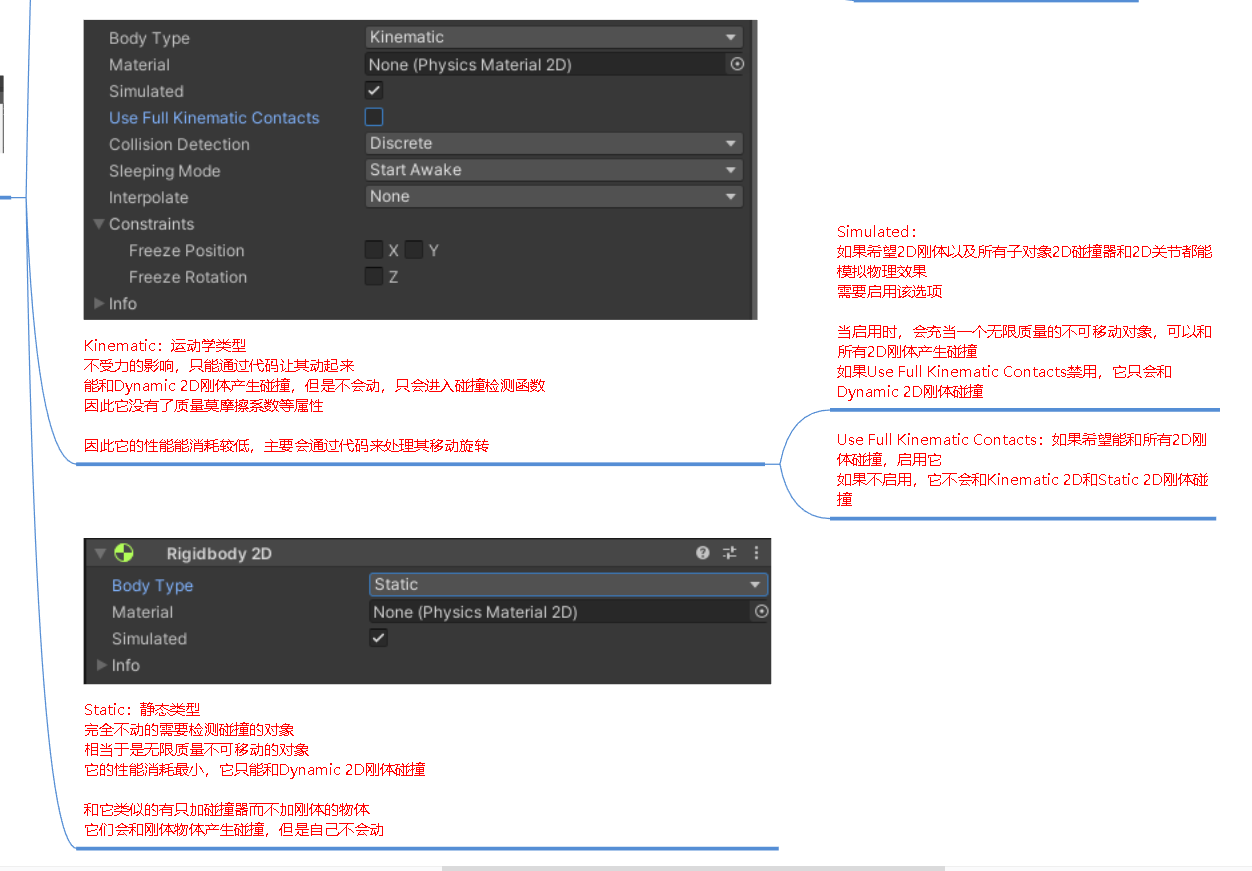 Body Type Kinematic
Material None (Physics Material 2D)
Simulated
Use Full Kinematic Contacts
Collision Detection Discrete
Sleeping Mode Start Awake
Interpolate None
Constraints
Freeze Position X Y
Freeze Rotation Z
Info
Kinematic：运动学类型
不受力的影响，只能通过代码让其动起来
能和Dynamic 2D刚体产生碰撞，但是不会动，只会进入碰撞检测函数
因此它没有了质量莫摩擦系数等属性
因此它的性能能消耗较低，主要会通过代码来处理其移动旋转
Simulated：
如果希望2D刚体以及所有子对象2D碰撞器和2D关节都能
模拟物理效果
需要启用该选项
当启用时，会充当一个无限质量的不可移动对象，可以和
所有2D刚体产生碰撞
如果Use Full Kinematic Contacts禁用，它只会和
Dynamic 2D刚体碰撞
Use Full Kinematic Contacts：如果希望能和所有2D刚
体碰撞，启用它
如果不启用，它不会和Kinematic 2D和Static 2D刚体碰
撞
Rigidbody 2D
Body Type Static
Material None (Physics Material 2D)
Simulated
Info
Static：静态类型
完全不动的需要检测碰撞的对象
相当于是无限质量不可移动的对象
它的性能消耗最小，它只能和Dynamic 2D刚体碰撞
和它类似的有只加碰撞器而不加刚体的物体
它们会和刚体物体产生碰撞，但是自己不会动